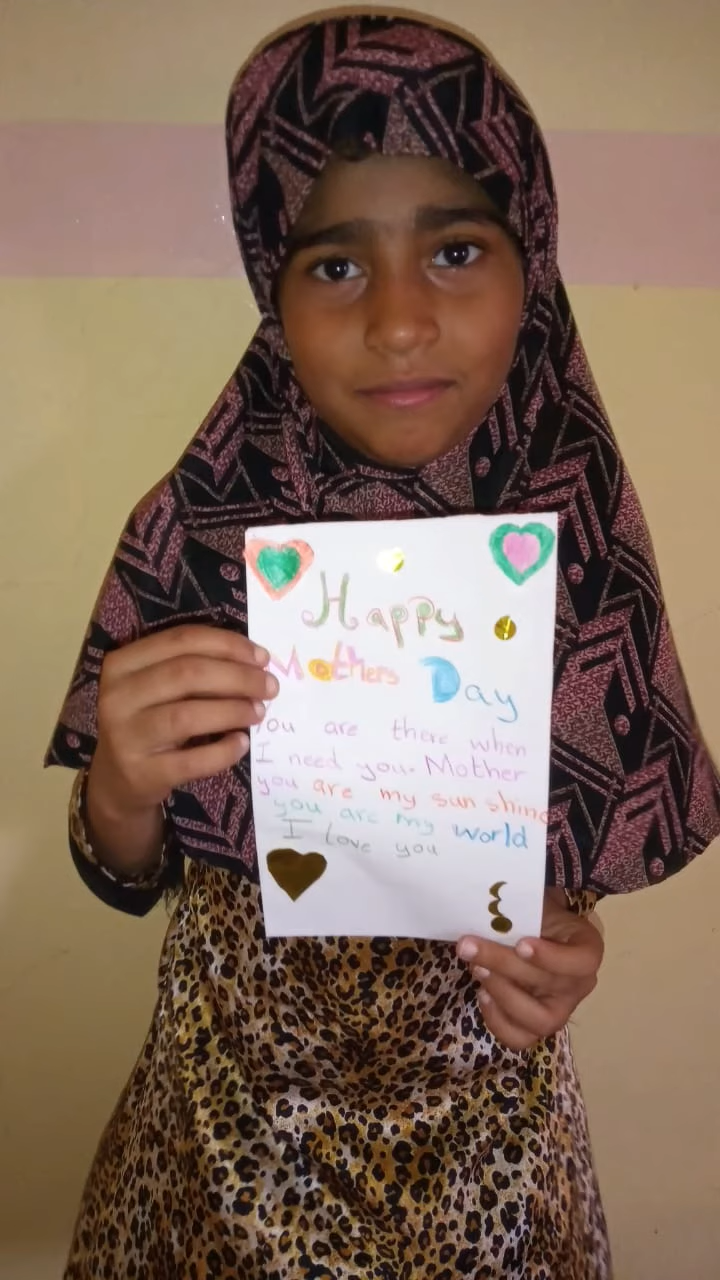 Happy
Mothers Day
You are there when
I need you. Mother
you are my sun shine
you are my world
I love you